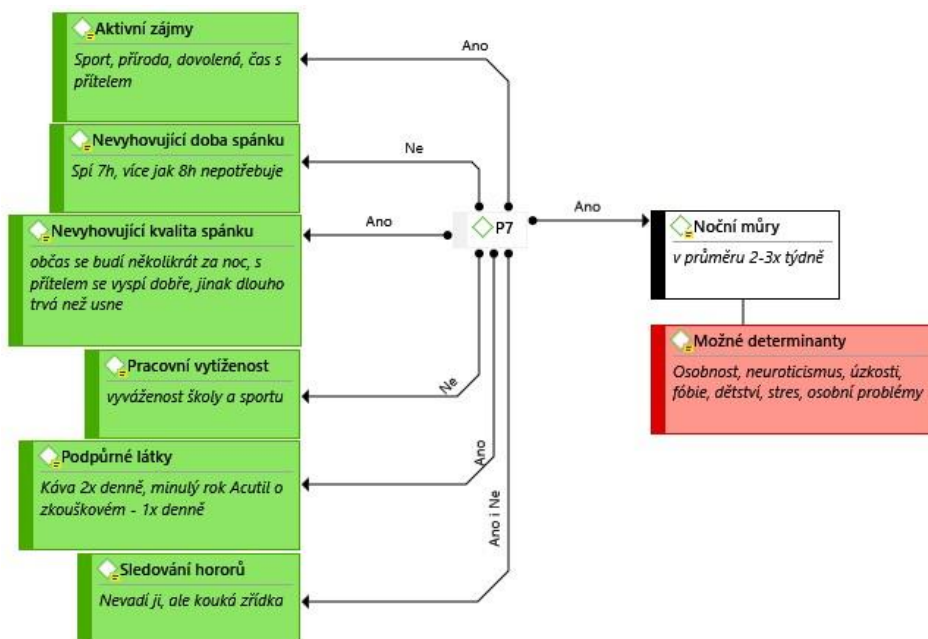 Aktivní zájmy
Sport, příroda, dovolená, čas s
přítelem
Ano
Nevyhovující doba spánku
Spí 7h, více jak 8h nepotřebuje
Ne
Nevyhovující kvalita spánku
občas se budí několikrát za noc, s
přítelem se vyspí dobře, jinak dlouho
trvá než usne
Ano
P7
Ano
Noční můry
v průměru 2-3x týdně
Možné determinanty
Osobnost, neuroticismus, úzkosti,
fóbie, dětství, stres, osobní problémy
Pracovní vytíženost
vyváženost školy a sportu
Ne
Podpůrné látky
Káva 2x denně, minulý rok Acutil o
zkouškovém - 1x denně
Ano
Sledování hororů
Nevadí ji, ale kouká zřídka
Ano i Ne